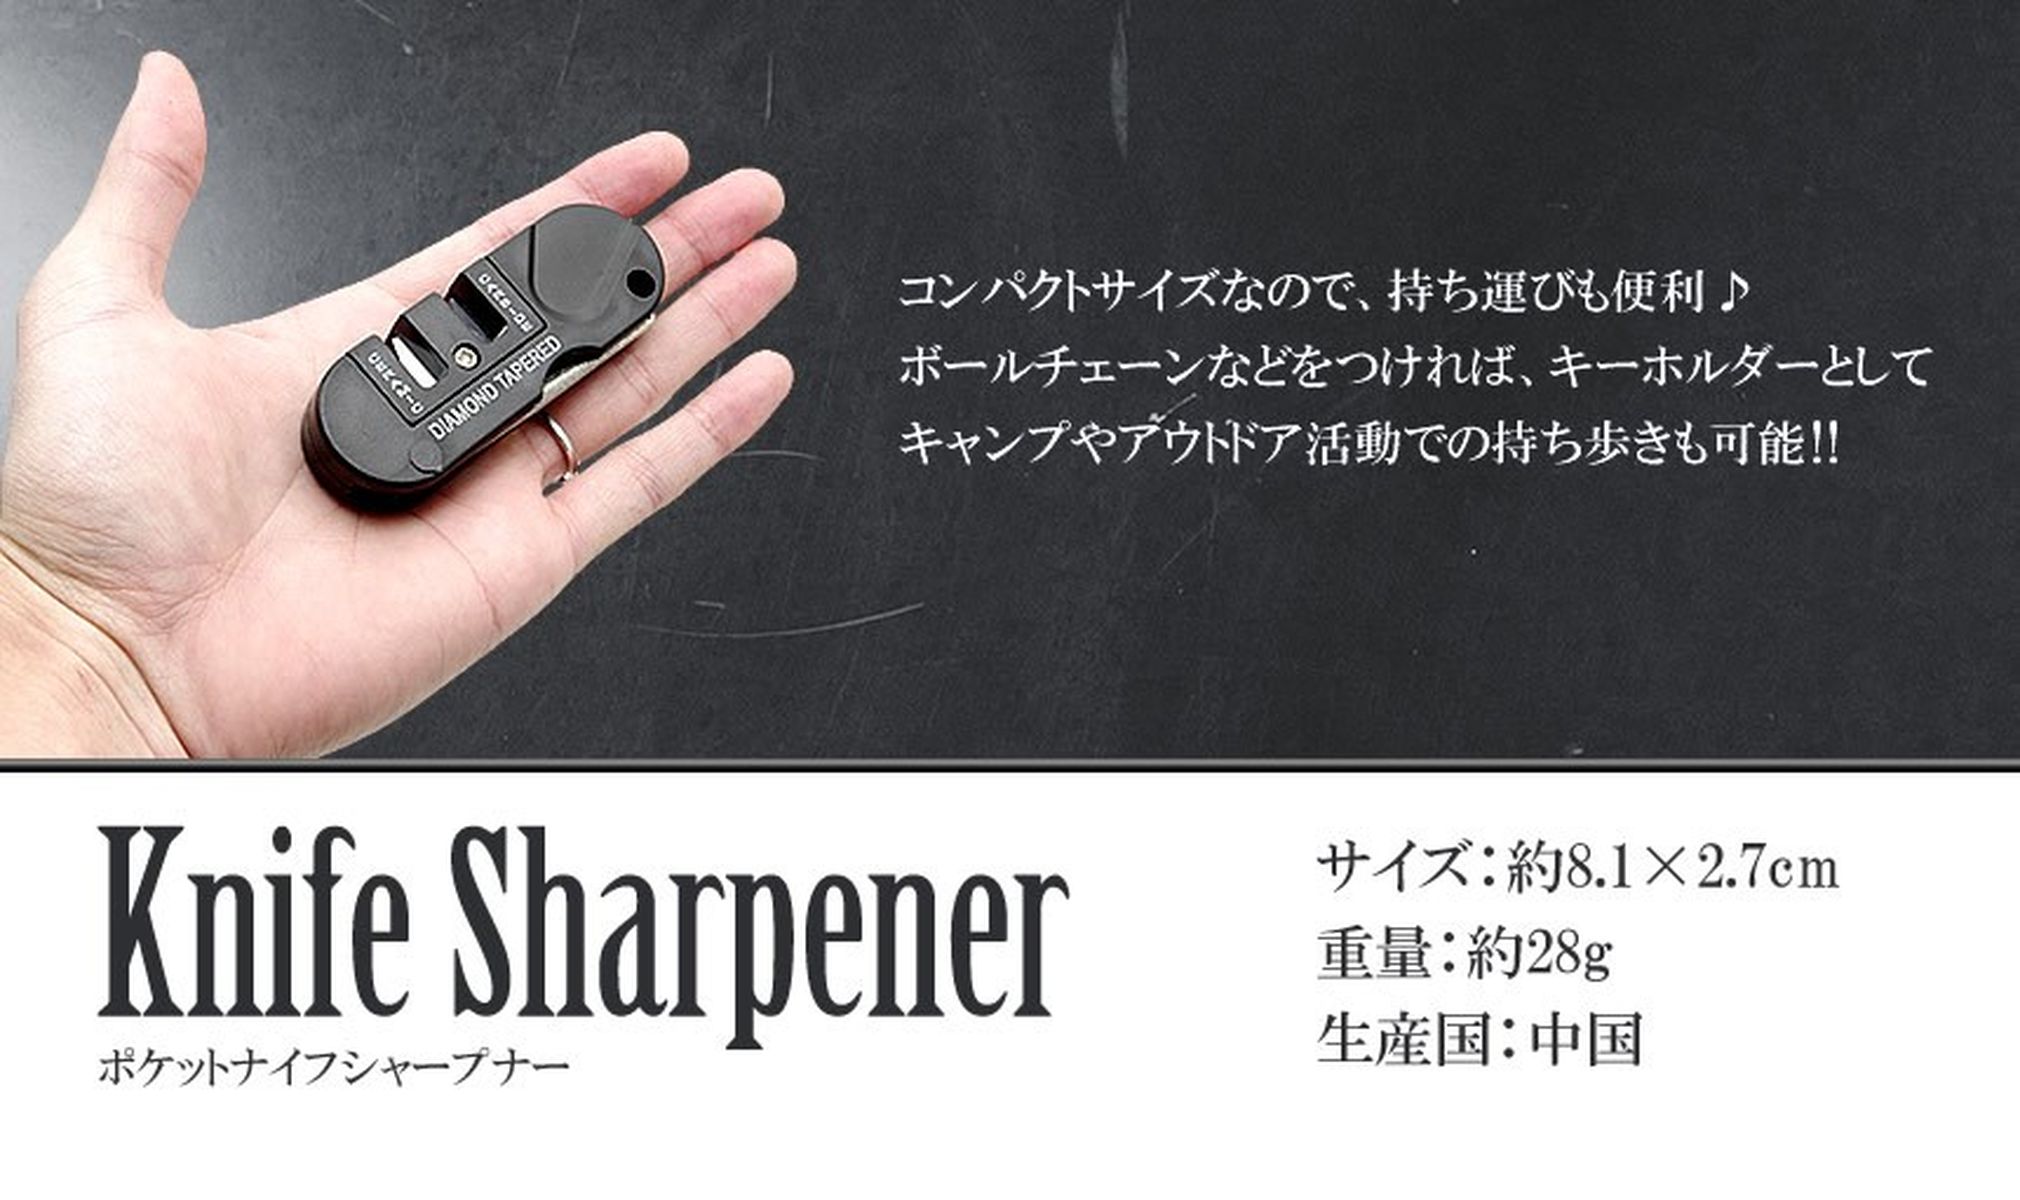 コンパクトサイズなので、持ち運びも便利♪
ボールチェーンなどをつければ、キーホルダーとして
キャンプやアウトドア活動での持ち歩きも可能!!
CERAMIC
CARBIDE
DIAMOND TAPERED
Knife Sharpener
ポケットナイフシャープナー
サイズ：約8.1×2.7cm
重量：約28g
生産国：中国